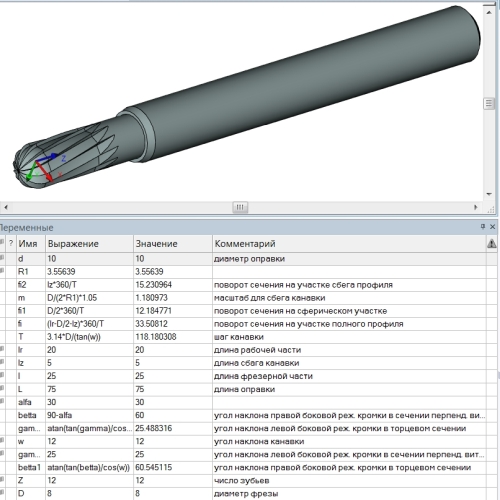 Z
Переменные
? Имя Выражение Значение Комментарий
d 10 10 диаметр оправки
R1 3.55639 3.55639
fi2 lz*360/T 15.230964 поворот сечения на участке сбега профиля
m D/(2*R1)*1.05 1.180973 масштаб для сбега канавки
fi1 D/2*360/T 12.184771 поворот сечения на сферическом участке
fi (lr-D/2-lz)*360/T 33.50812 поворот сечения на участке полного профиля
T 3.14*D/(tan(w)) 118.180308 шаг канавки
lr 20 20 длина рабочей части
lz 5 5 длина сбага канавки
l 25 25 длина фрезерной части
L 75 75 длина оправки
alfa 30 30
betta 90-alfa 60 угол наклона правой боковой реж. кромки в сечении перпенд. ви...
gam... atan(tan(gamma)/cos... 25.488316 угол наклона левой боковой реж. кромки в торцевом сечении
w 12 12 угол наклона канавки
gam... 25 25 угол наклона левой боковой реж. кромки в сечении перпенд. вит...
betta1 atan(tan(betta)/cos(w)) 60.545115 угол наклона правой боковой реж. кромки в торцевом сечении
Z 12 12 число зубьев
D 8 8 диаметр фрезы